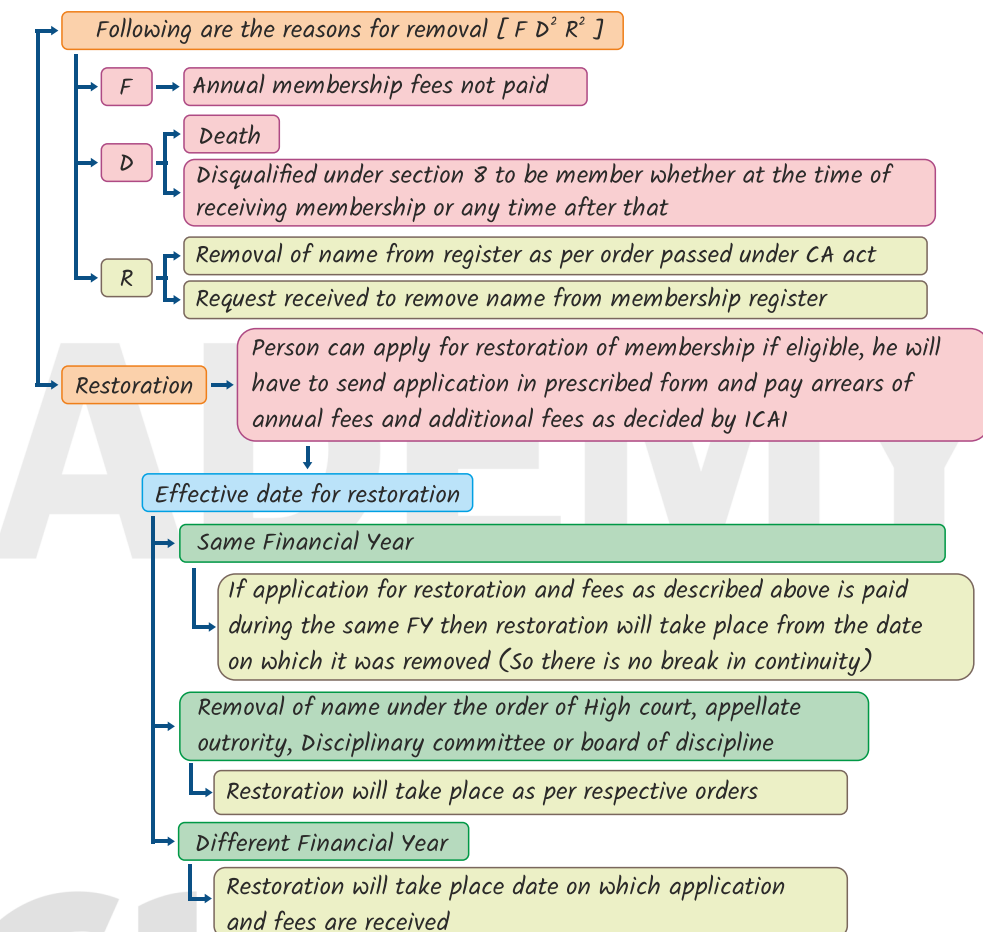 Following are the reasons for removal [ F D² R² ]
F
Annual membership fees not paid
D
Death
Disqualified under section 8 to be member whether at the time of
receiving membership or any time after that
R
Removal of name from register as per order passed under CA act
Request received to remove name from membership register
Restoration
Person can apply for restoration of membership if eligible, he will
have to send application in prescribed form and pay arrears of
annual fees and additional fees as decided by ICAI
Effective date for restoration
Same Financial Year
If application for restoration and fees as described above is paid
during the same FY then restoration will take place from the date
on which it was removed (So there is no break in continuity)
Removal of name under the order of High court, appellate
outrority, Disciplinary committee or board of discipline
Restoration will take place as per respective orders
Different Financial Year
Restoration will take place date on which application
and fees are received